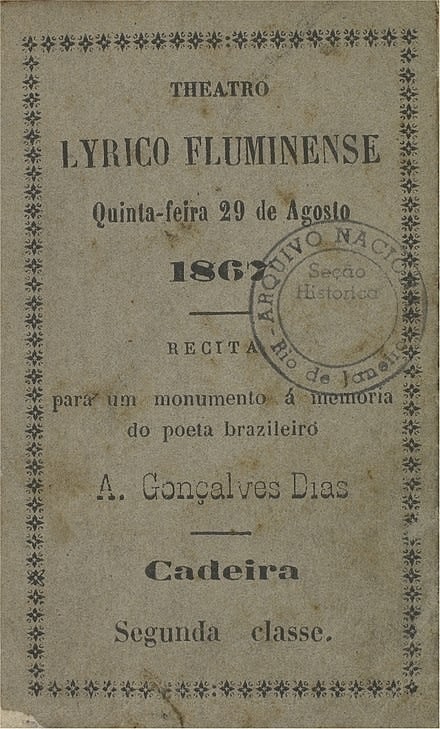 THEATRO
LYRICO FLUMINENSE
Quinta-feira 29 de Agosto
1867
RECITA
para um monumento á memoria
do poeta brazileiro
A. Gonçalves Dias
Cadeira
Segunda classe.
ARQUIVO NACIO
Seção
Historica
Rio de Janeiro